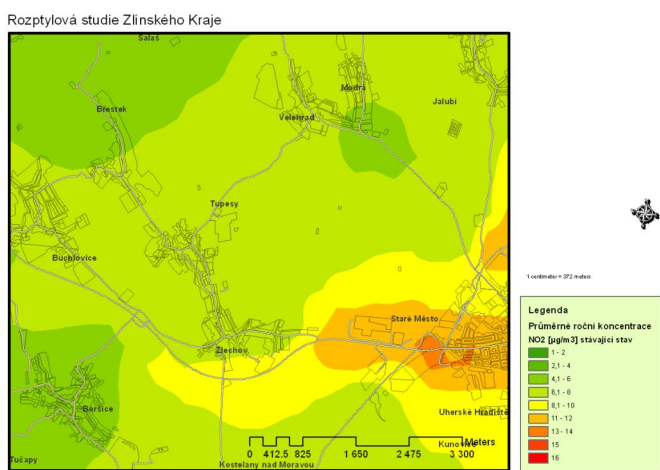 Rozptylová studie Zlínského Kraje
Salaš
Modrá
Břestek
Jalubí
Velehrad
Tupesy
Buchlovice
1 centimeter = 372 meters
Staré Město
Zlechov
Boršice
Uherské Hradiště
Kunovice
Meters
0 412.5 825 1 650 2 475 3 300
Tučapy
Kostelany nad Moravou
Legenda
Průměrné roční koncentrace
NO2 [µg/m3] stávající stav
1 - 2
2,1 - 4
4,1 - 6
6,1 - 8
8,1 - 10
11 - 12
13 - 14
15
16